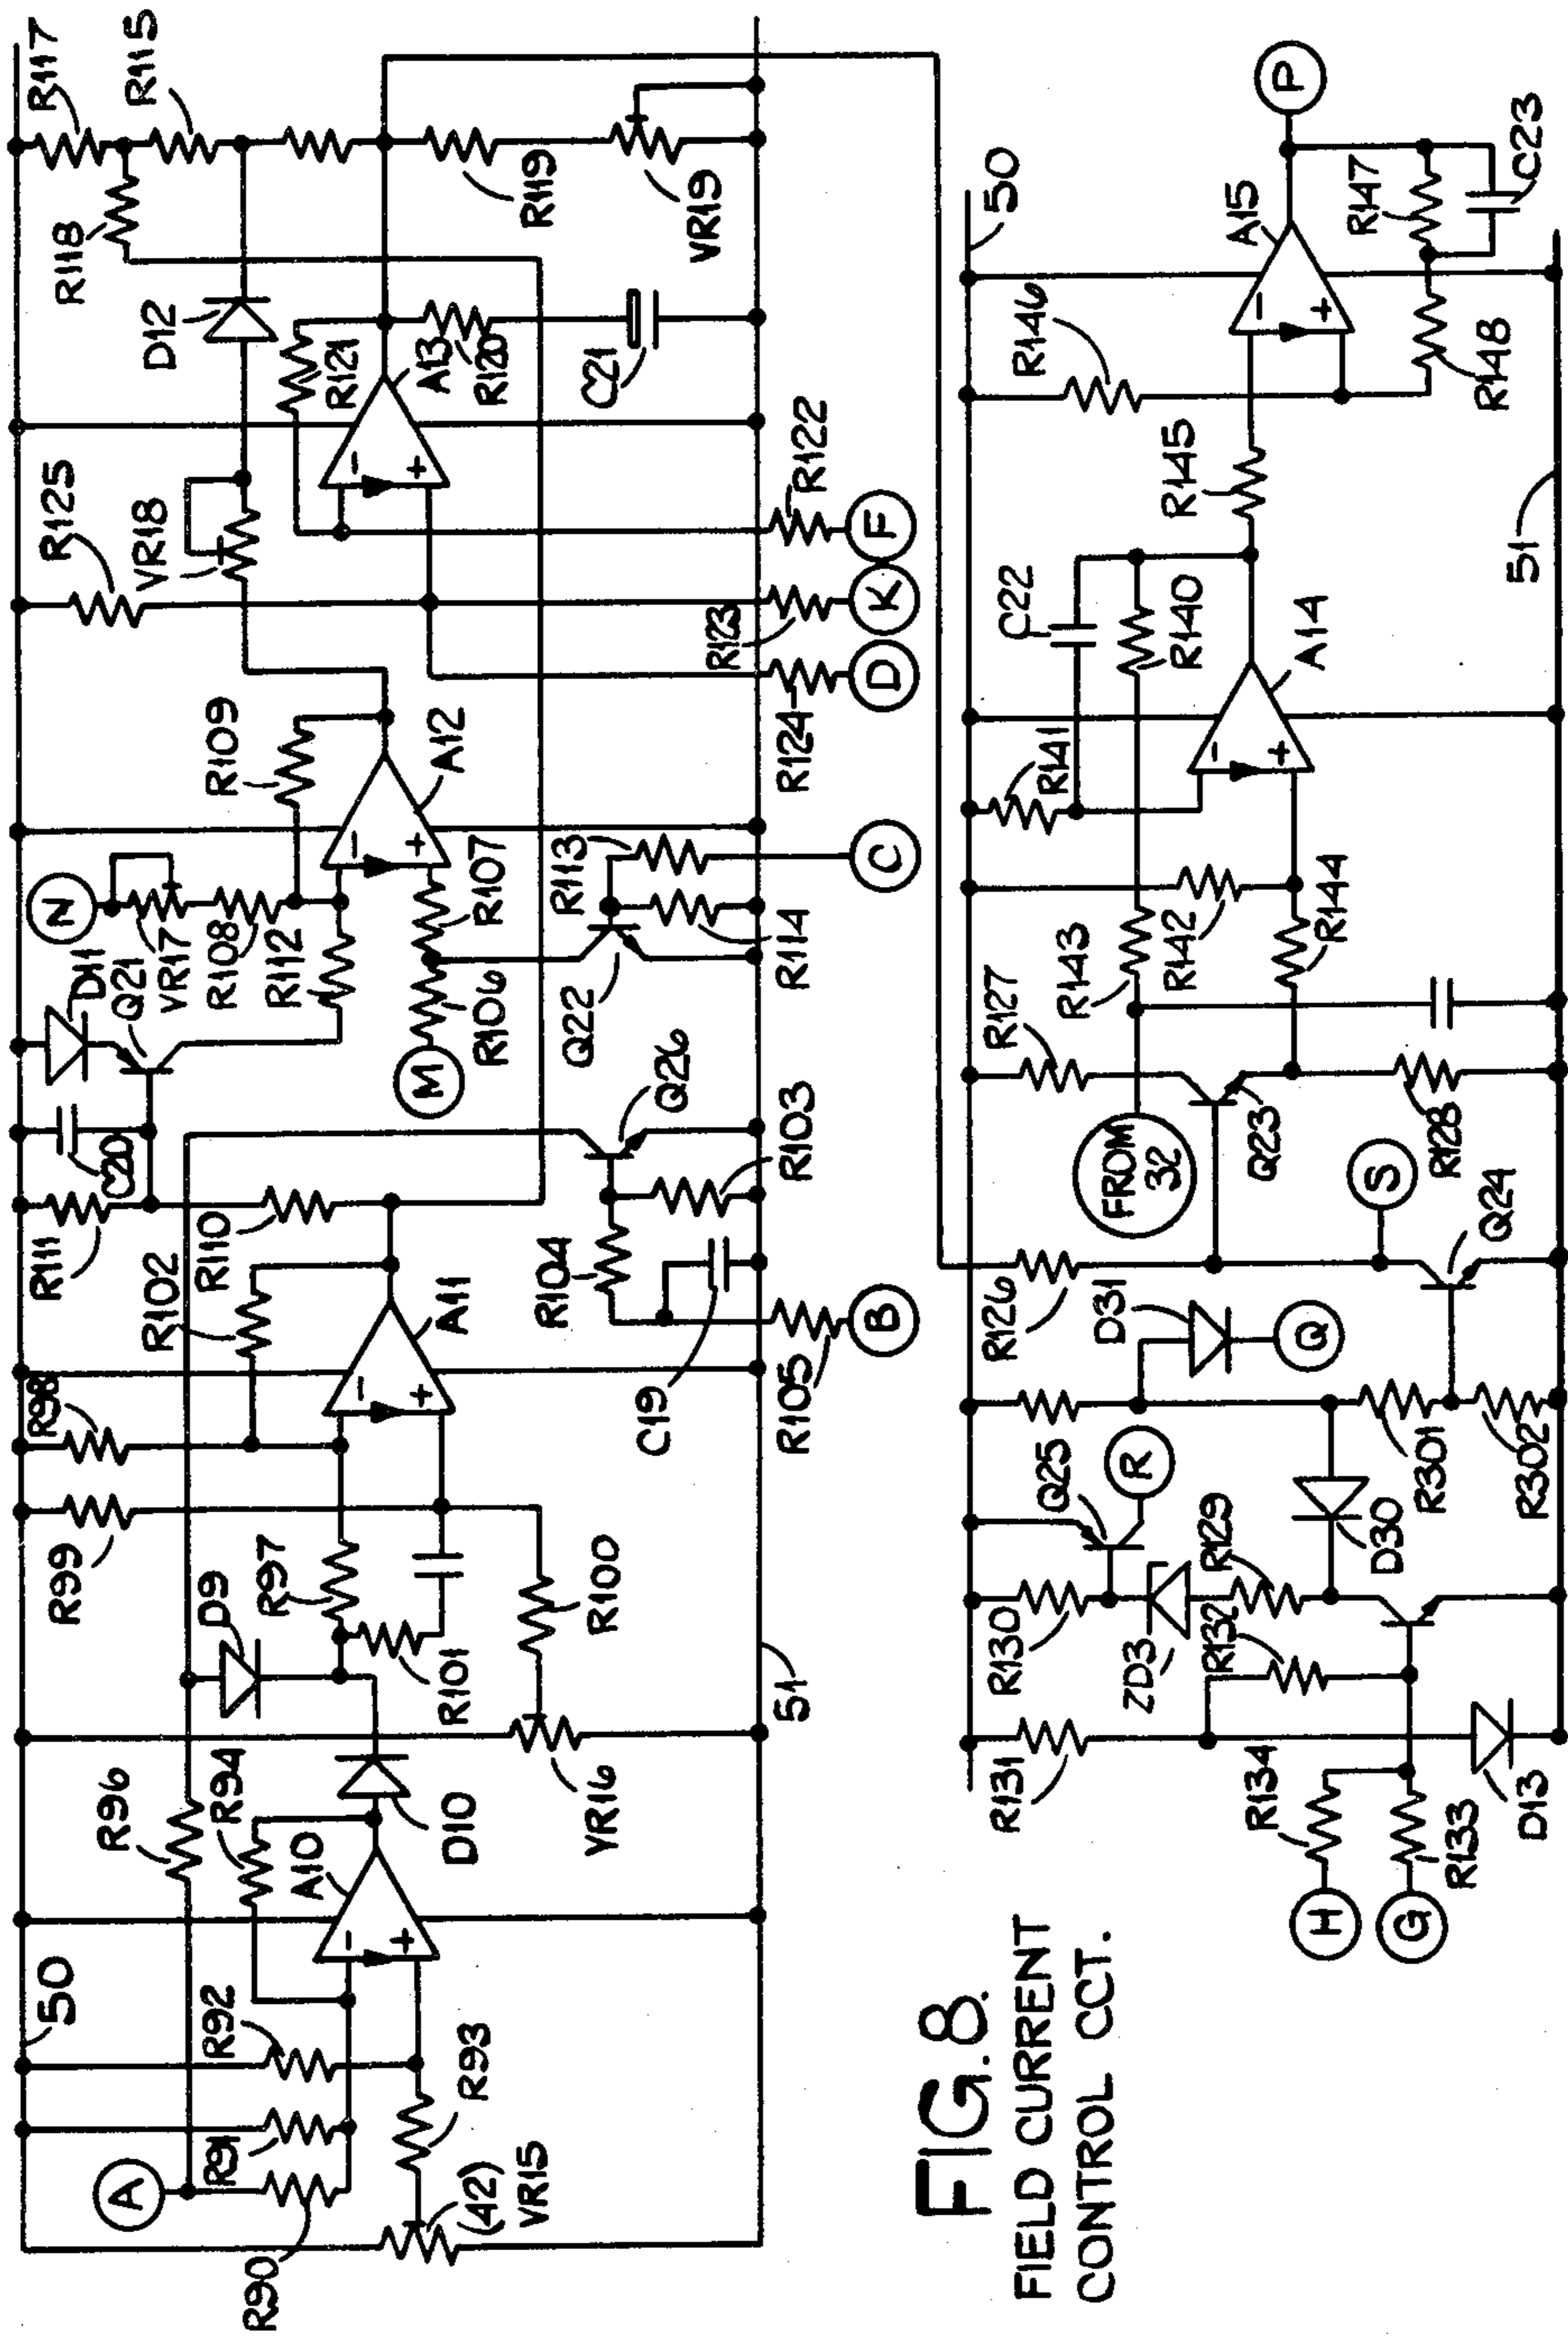 50
A
R90
R91
R92
R93
(42)
VR15
R96
R94
A10
D10
VR16
D9
R97
R101
R100
R99
R98
R102
A11
51
R111
C20
R110
R104
C19
R105
B
R103
Q26
D11
Q21
VR17
N
R108
R112
M
R106
R107
Q22
R109
A12
R113
R114
C
R125
VR18
D12
R118
R117
R115
R121
A13
R120
C21
R119
VR19
R124
R123
R122
D
K
F
FIG.8.
FIELD CURRENT
CONTROL CCT.
H
G
R134
R133
R131
D13
R132
R130
ZD3
R129
Q25
R
D30
R301
R302
D31
Q
R126
S
Q24
FROM
32
Q23
R127
R128
R143
R142
R144
R141
C22
R140
A14
R145
R146
A15
R147
R148
C23
P
50
51
-
+
-
+
-
+
-
+
-
+
-
+